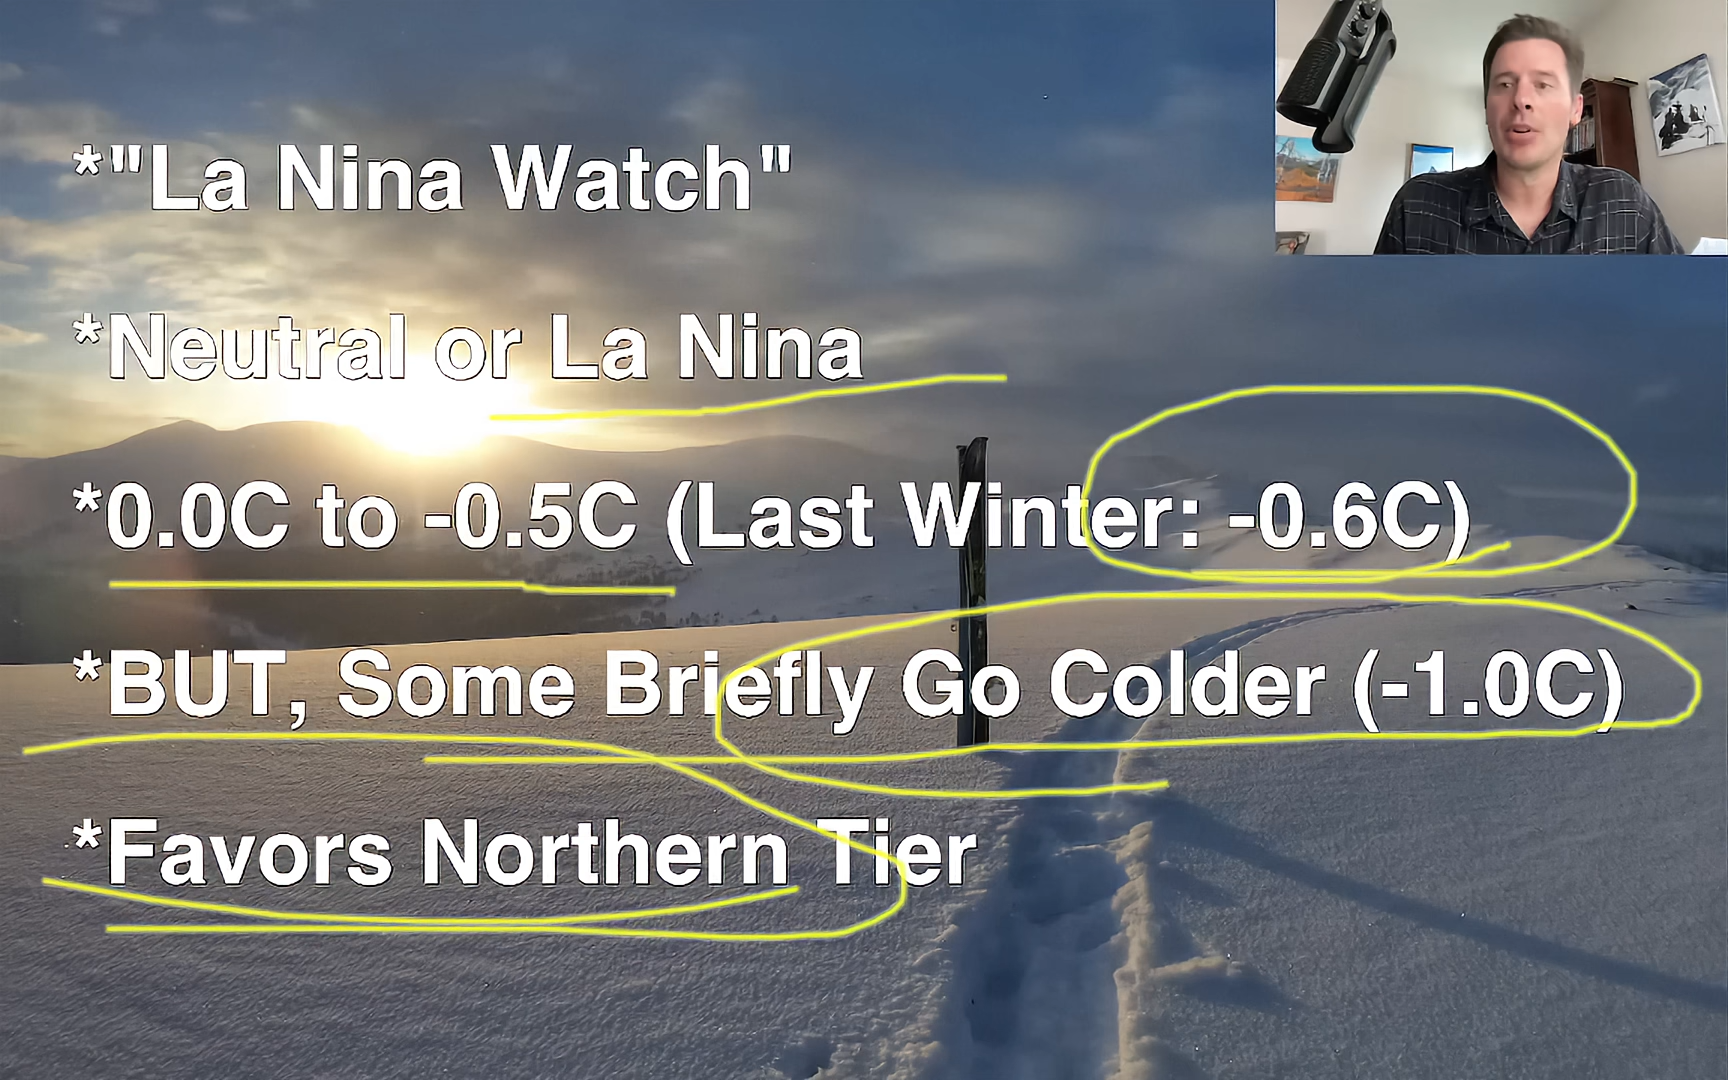 *"La Nina Watch"
*Neutral or La Nina
*0.0C to -0.5C (Last Winter: -0.6C)
*BUT, Some Briefly Go Colder (-1.0C)
*Favors Northern Tier